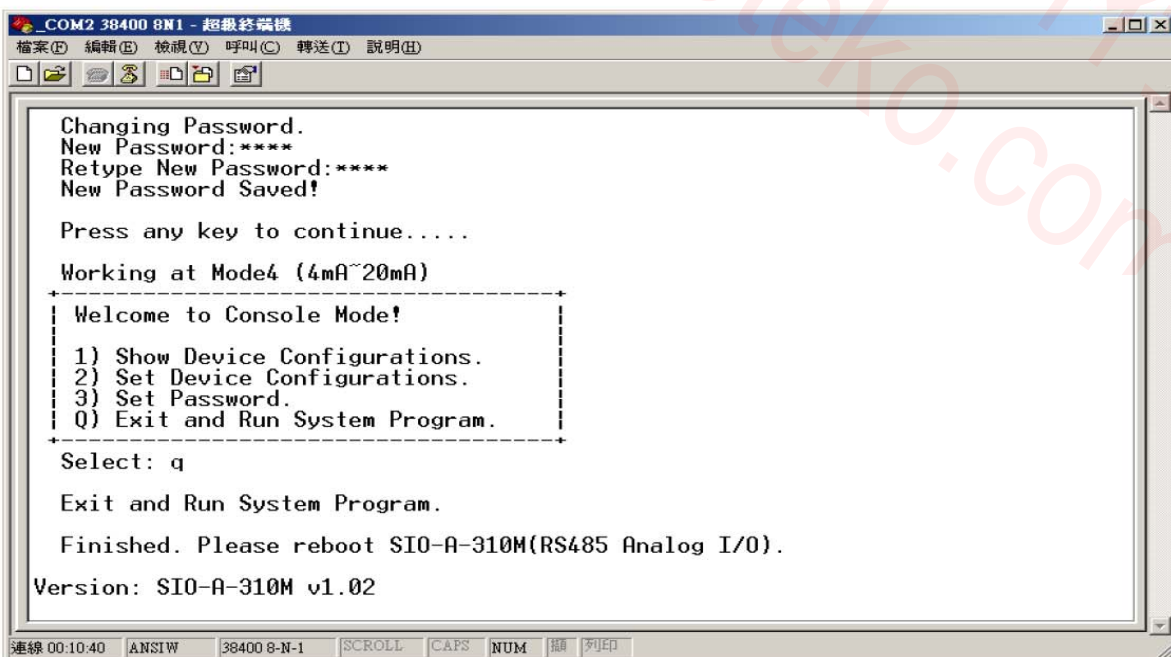 _COM2 38400 8N1 - 超級終端機
檔案(F) 編輯(E) 檢視(V) 呼叫(C) 轉送(T) 說明(H)
Changing Password.
New Password:****
Retype New Password:****
New Password Saved!
Press any key to continue.....
Working at Mode4 (4mA~20mA)
Welcome to Console Mode!
1) Show Device Configurations.
2) Set Device Configurations.
3) Set Password.
Q) Exit and Run System Program.
Select: q
Exit and Run System Program.
Finished. Please reboot SIO-A-310M(RS485 Analog I/O).
Version: SIO-A-310M v1.02
連線 00:10:40 ANSIW 38400 8-N-1 SCROLL CAPS NUM 擷 列印